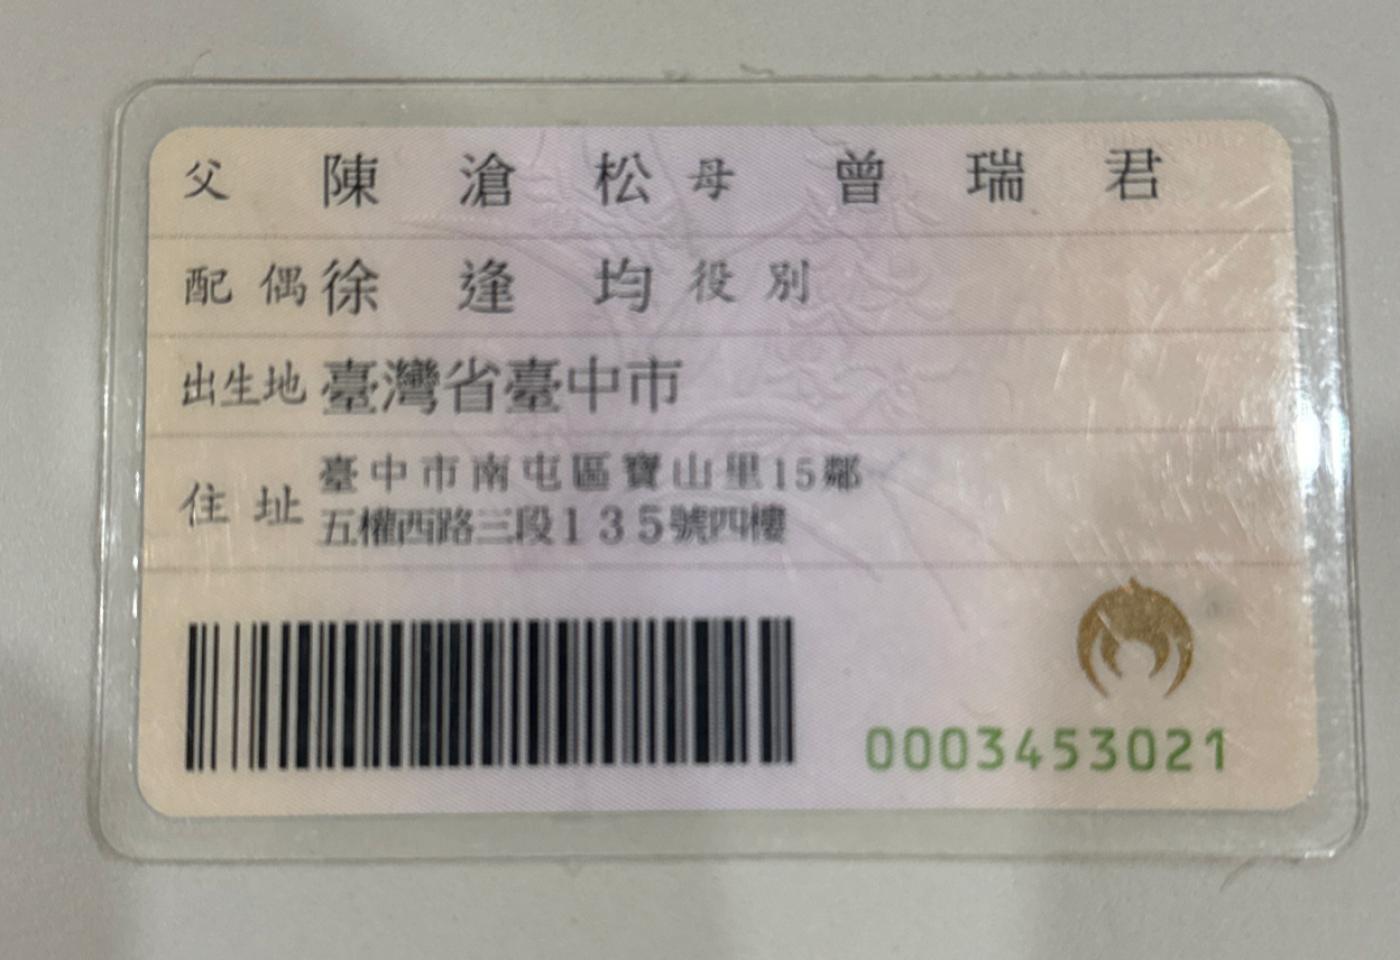 父 陳滄松 母 曾瑞君
配偶 徐逢均 役別
出生地 臺灣省臺中市
住址 臺中市南屯區寶山里15鄰
五權西路三段135號四樓
0003453021